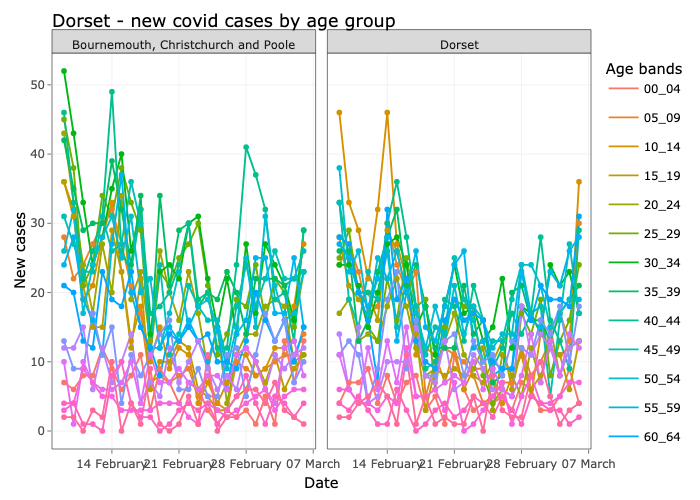 Dorset - new covid cases by age group
Bournemouth, Christchurch and Poole
Dorset
Age bands
00_04
05_09
10_14
15_19
20_24
25_29
30_34
35_39
40_44
45_49
50_54
55_59
60_64
New cases
50
40
30
20
10
0
14 February
21 February
28 February
07 March
14 February
21 February
28 February
07 March
Date